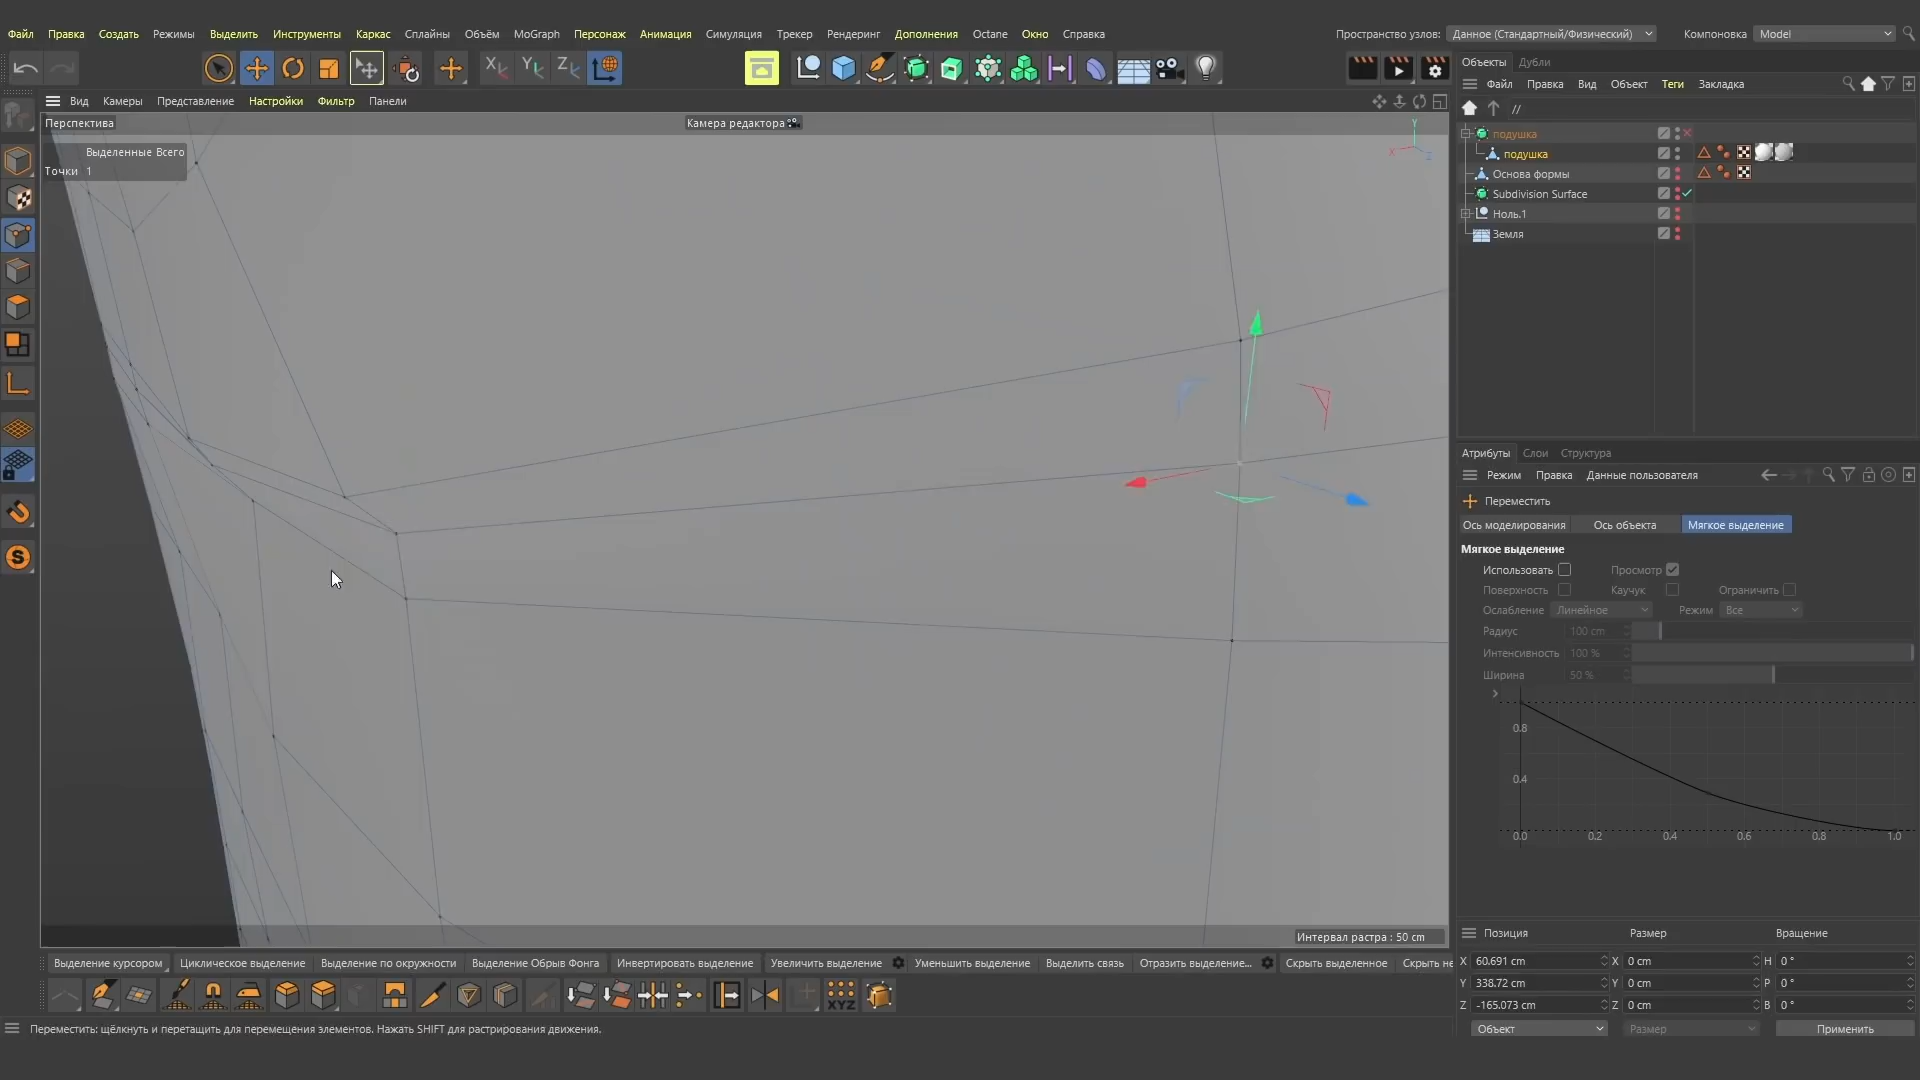 Файл Правка Создать Режимы Выделить Инструменты Каркас Сплайны Объём MoGraph Персонаж Анимация Симуляция Трекер Рендеринг Дополнения Octane Окно Справка Пространство узлов: Данное (Стандартный/Физический) Компоновка Model
Объекты Дубли
Файл Правка Вид Объект Теги Закладка
Вид Камеры Представление Настройки Фильтр Панели
//
Перспектива Камера редактора
Y
X Z
Выделенные Всего
Точки 1
подушка
подушка
Основа формы
Subdivision Surface
Ноль.1
Земля
Атрибуты Слои Структура
Режим Правка Данные пользователя
Переместить
Ось моделирования Ось объекта Мягкое выделение
Мягкое выделение
Использовать Просмотр
Поверхность Каучук Ограничить
Ослабление Линейное Режим Все
Радиус 100 cm
Интенсивность 100 %
Ширина 50 %
0.8
0.4
0.0 0.2 0.4 0.6 0.8 1.0
Интервал растра : 50 cm
Позиция Размер Вращение
X 60.691 cm X 0 cm H 0 °
Y 338.72 cm Y 0 cm P 0 °
Z -165.073 cm Z 0 cm B 0 °
Объект Размер Применить
Выделение курсором Циклическое выделение Выделение по окружности Выделение Обрыв Фонга Инвертировать выделение Увеличить выделение Уменьшить выделение Выделить связь Отразить выделение... Скрыть выделенное Скрыть не
XYZ
Переместить: щёлкнуть и перетащить для перемещения элементов. Нажать SHIFT для растрирования движения.